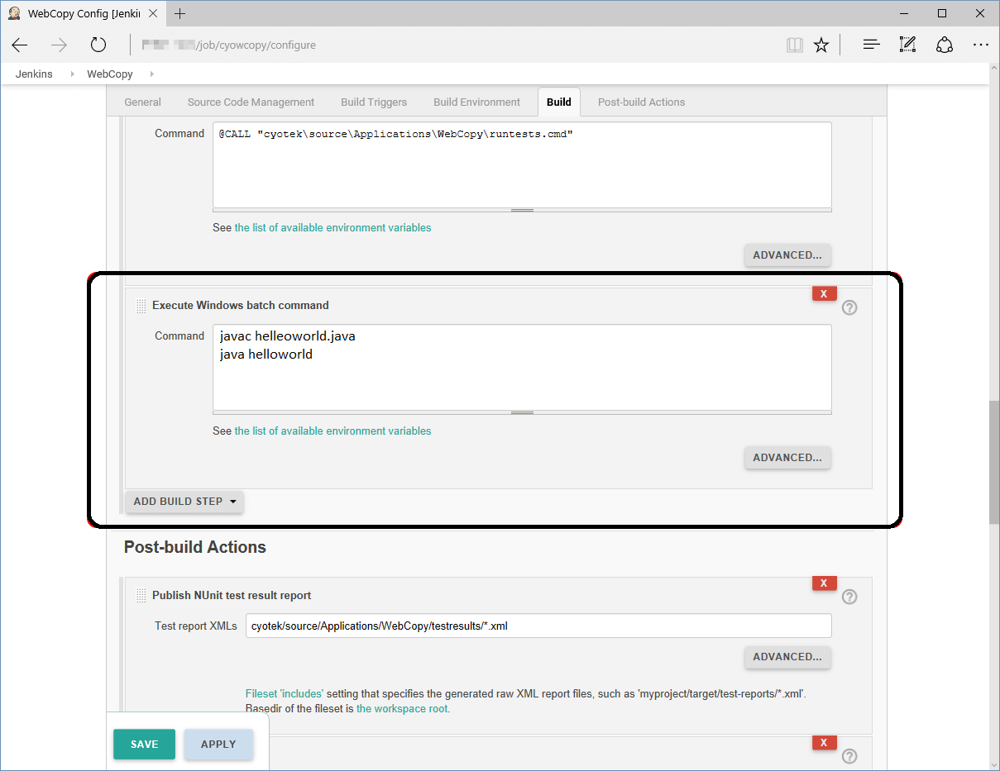 WebCopy Config [Jenki
/job/cyowcopy/configure
Jenkins WebCopy
General Source Code Management Build Triggers Build Environment Build Post-build Actions
Command @CALL "cyotek\source\Applications\WebCopy\runtests.cmd"
See the list of available environment variables
ADVANCED...
X
Execute Windows batch command
Command javac helleoworld.java
java helloworld
See the list of available environment variables
ADVANCED...
ADD BUILD STEP
Post-build Actions
X
Publish NUnit test result report
Test report XMLs cyotek/source/Applications/WebCopy/testresults/*.xml
ADVANCED...
Fileset 'includes' setting that specifies the generated raw XML report files, such as 'myproject/target/test-reports/*.xml'.
Basedir of the fileset is the workspace root.
X
SAVE APPLY